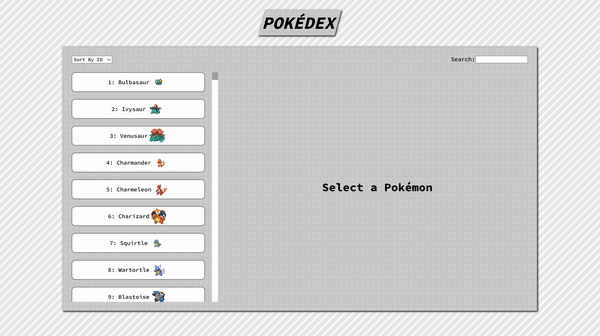 POKÉDEX
Sort By ID
Search:
1: Bulbasaur
2: Ivysaur
3: Venusaur
4: Charmander
5: Charmeleon
6: Charizard
7: Squirtle
8: Wartortle
9: Blastoise
Select a Pokémon